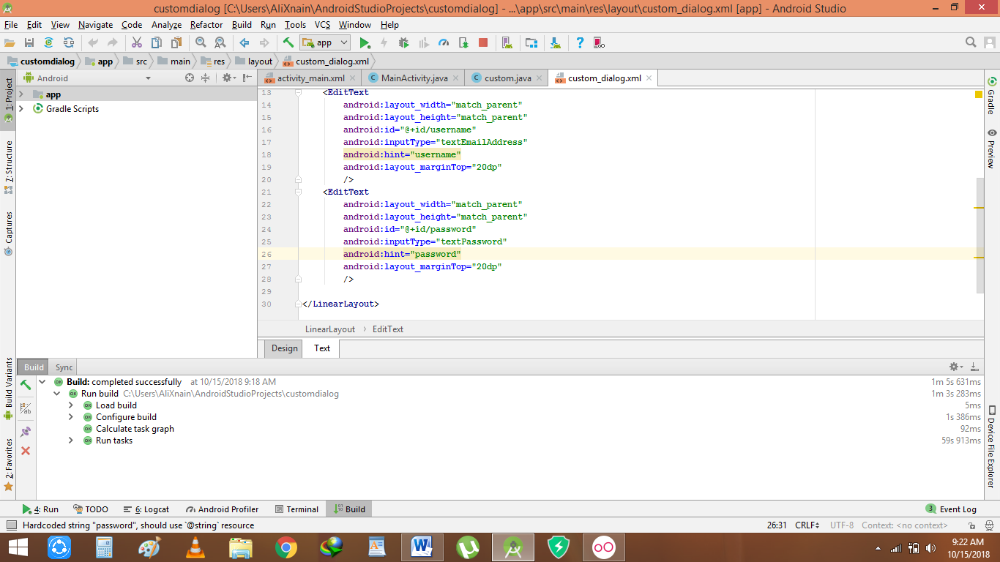 customdialog [C:\Users\AliXnain\AndroidStudioProjects\customdialog] - ...\app\src\main\res\layout\custom_dialog.xml [app] - Android Studio
File Edit View Navigate Code Analyze Refactor Build Run Tools VCS Window Help
app
customdialog app src main res layout custom_dialog.xml
Android
activity_main.xml MainActivity.java custom.java custom_dialog.xml
1: Project
7: Structure
Captures
Build Variants
2: Favorites
app
Gradle Scripts
13 <EditText
14 android:layout_width="match_parent"
15 android:layout_height="match_parent"
16 android:id="@+id/username"
17 android:inputType="textEmailAddress"
18 android:hint="username"
19 android:layout_marginTop="20dp"
20 />
21 <EditText
22 android:layout_width="match_parent"
23 android:layout_height="match_parent"
24 android:id="@+id/password"
25 android:inputType="textPassword"
26 android:hint="password"
27 android:layout_marginTop="20dp"
28 />
29
30 </LinearLayout>
LinearLayout › EditText
Design Text
Gradle
Preview
Device File Explorer
Build Sync
Build: completed successfully at 10/15/2018 9:18 AM 1m 5s 631ms
Run build C:\Users\AliXnain\AndroidStudioProjects\customdialog 1m 3s 283ms
Load build 5ms
Configure build 1s 386ms
Calculate task graph 92ms
Run tasks 59s 913ms
4: Run TODO 6: Logcat Android Profiler Terminal Build 3 Event Log
Hardcoded string "password", should use `@string` resource 26:31 CRLF UTF-8 Context: <no context>
9:22 AM
10/15/2018